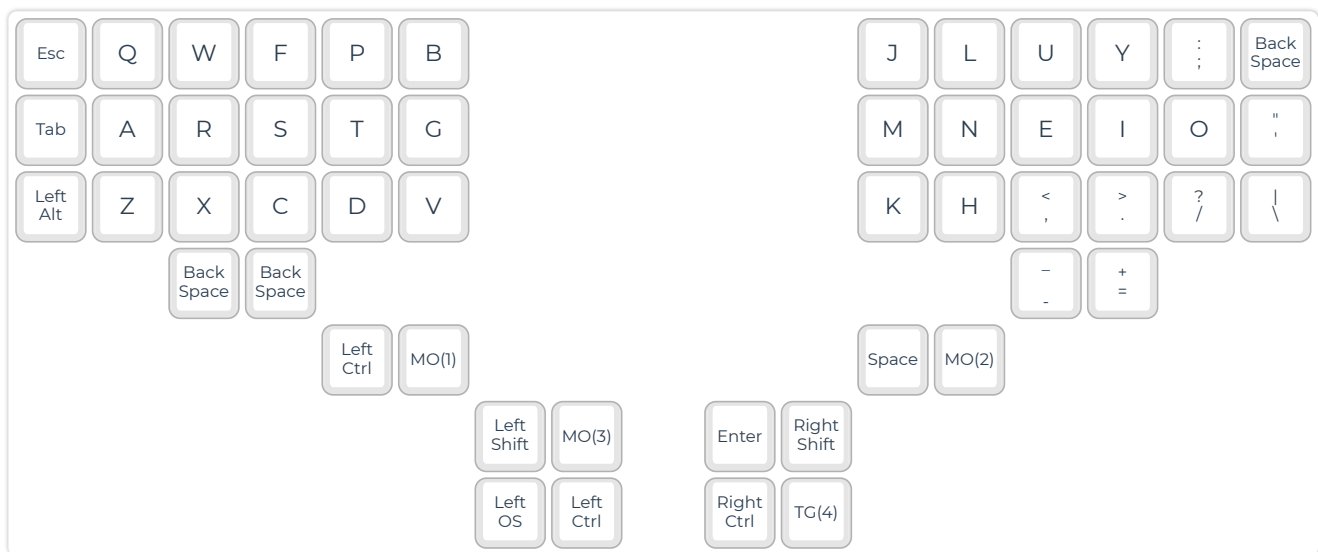 Esc Q W F P B J L U Y : ; Back Space
Tab A R S T G M N E I O " '
Left Alt Z X C D V K H < , > . ? / | \
Back Space Back Space _ - + =
Left Ctrl MO(1) Space MO(2)
Left Shift MO(3) Enter Right Shift
Left OS Left Ctrl Right Ctrl TG(4)